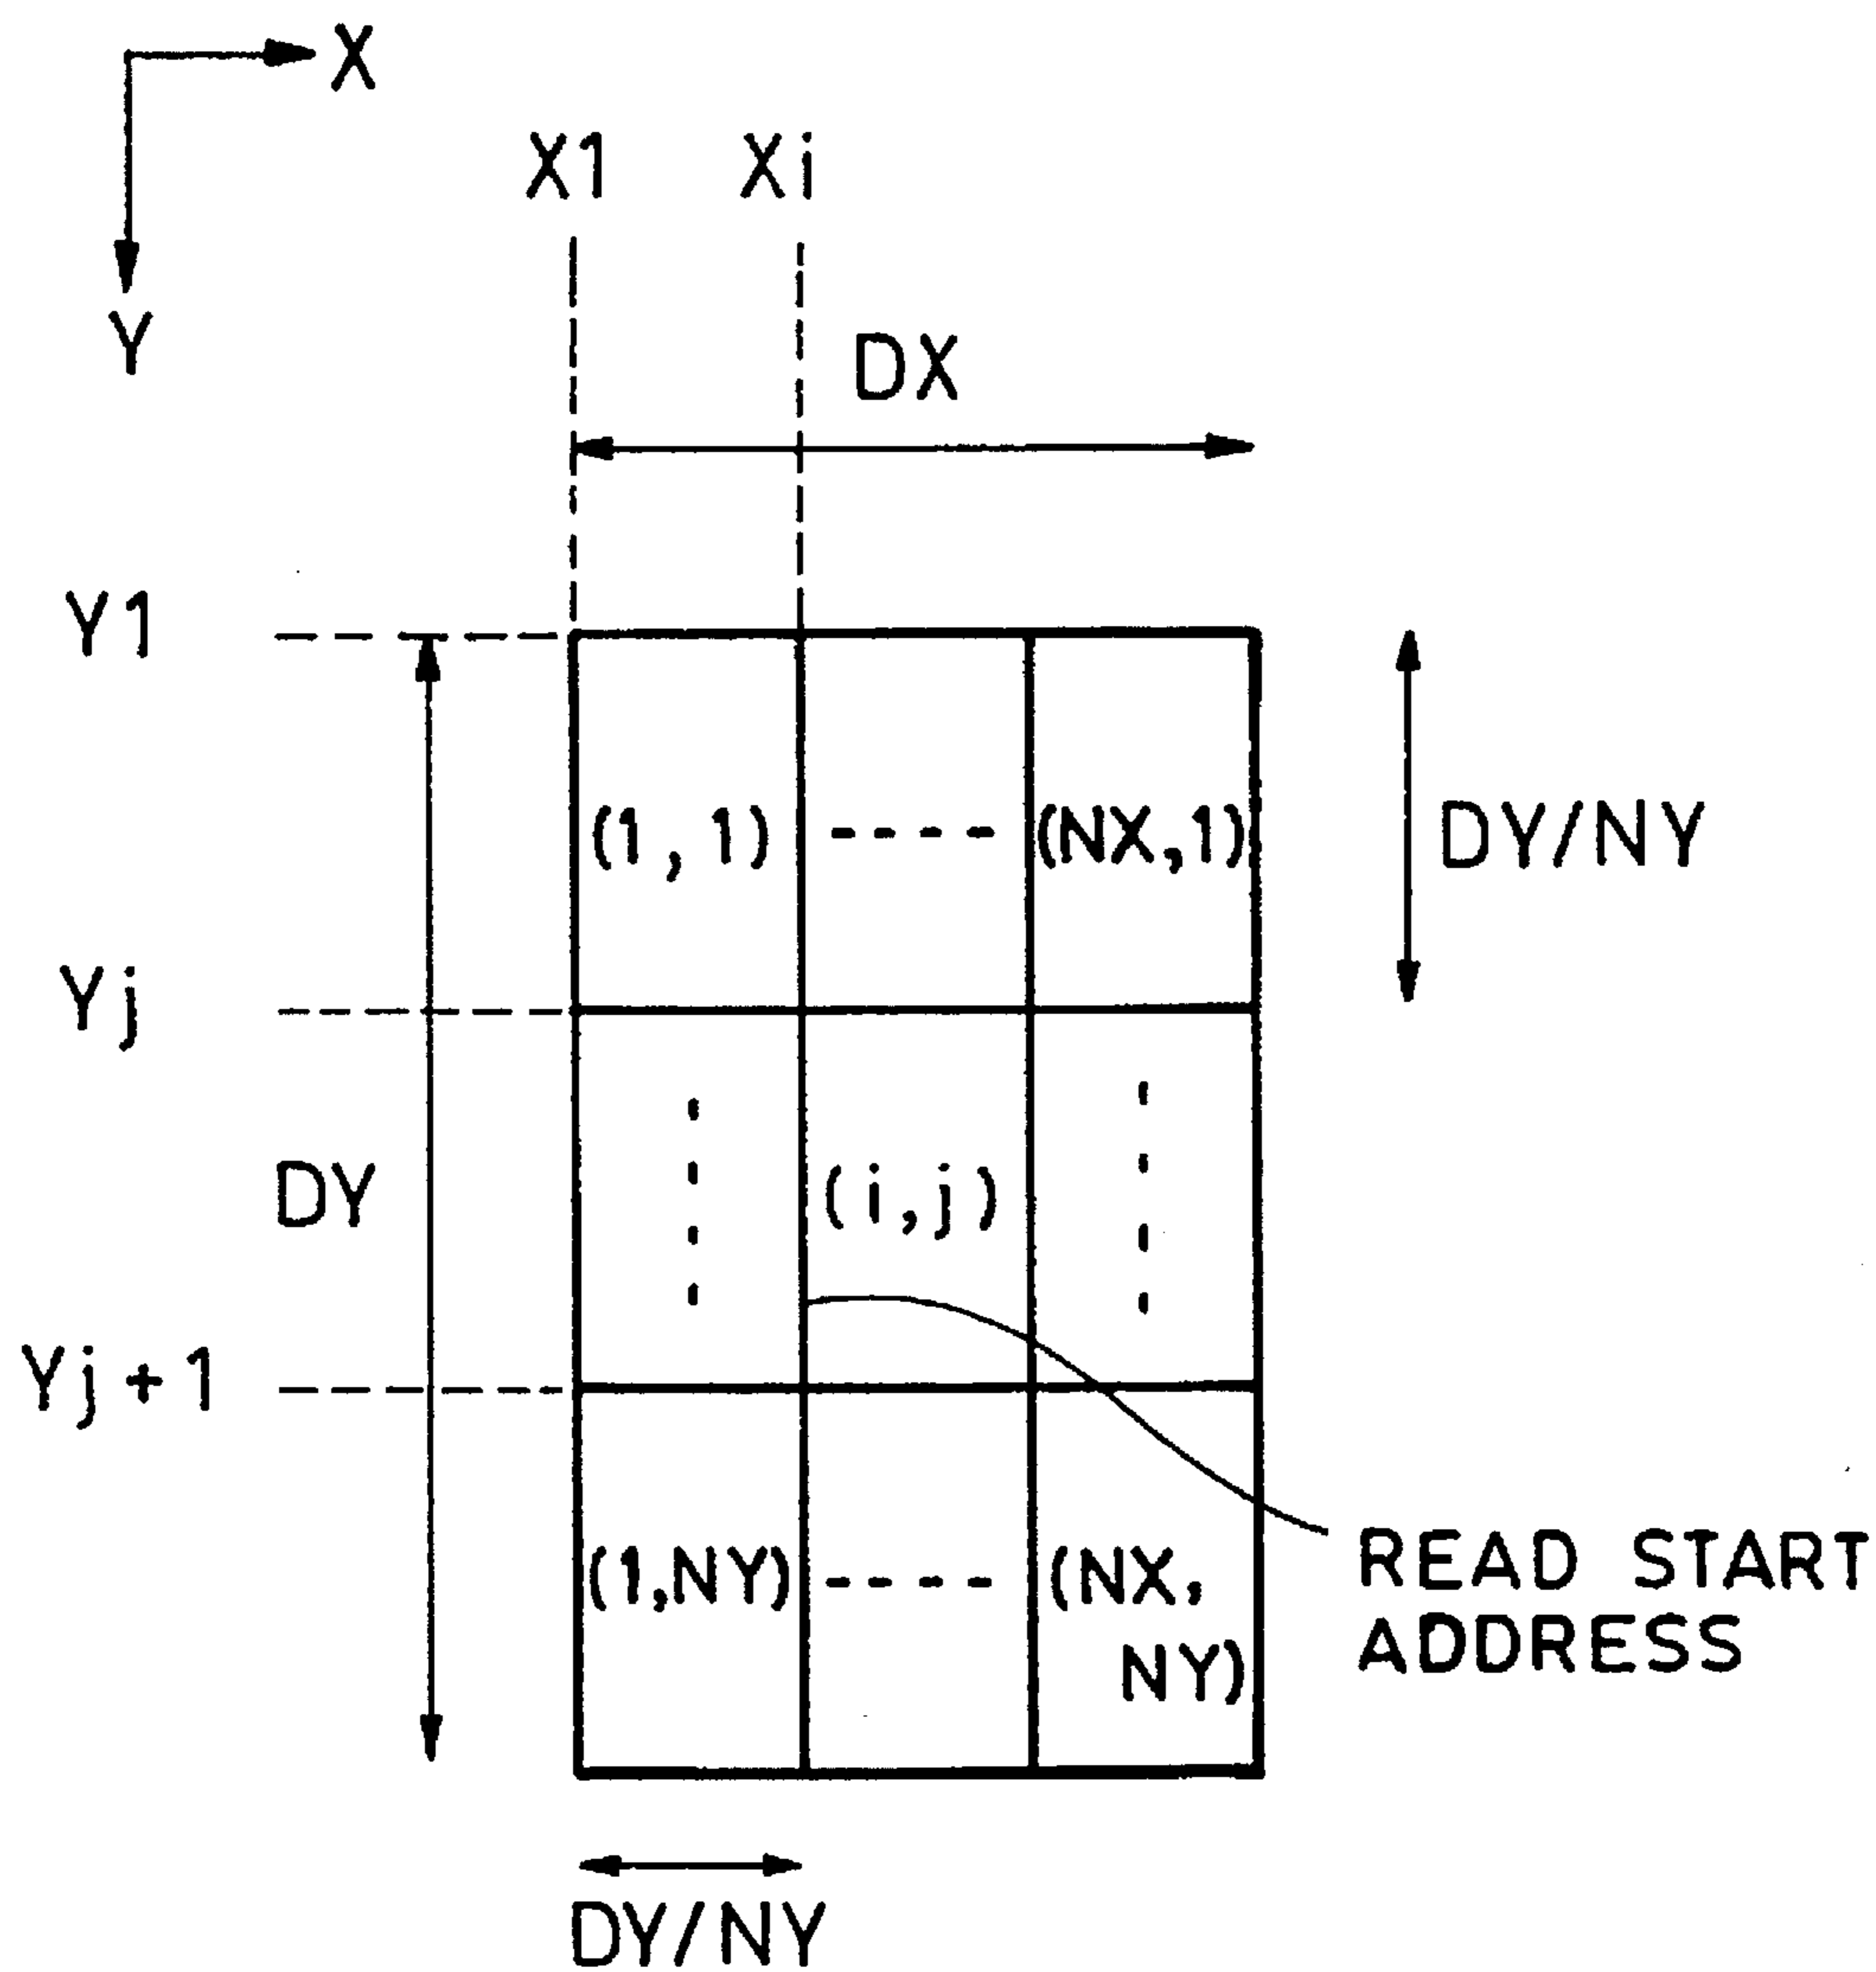 X
Y
X1
Xi
DX
Y1
(1,1)
(NX,1)
DY/NY
Yj
DY
(i,j)
Yj+1
(1,NY)
(NX,
NY)
READ START
ADDRESS
DY/NY